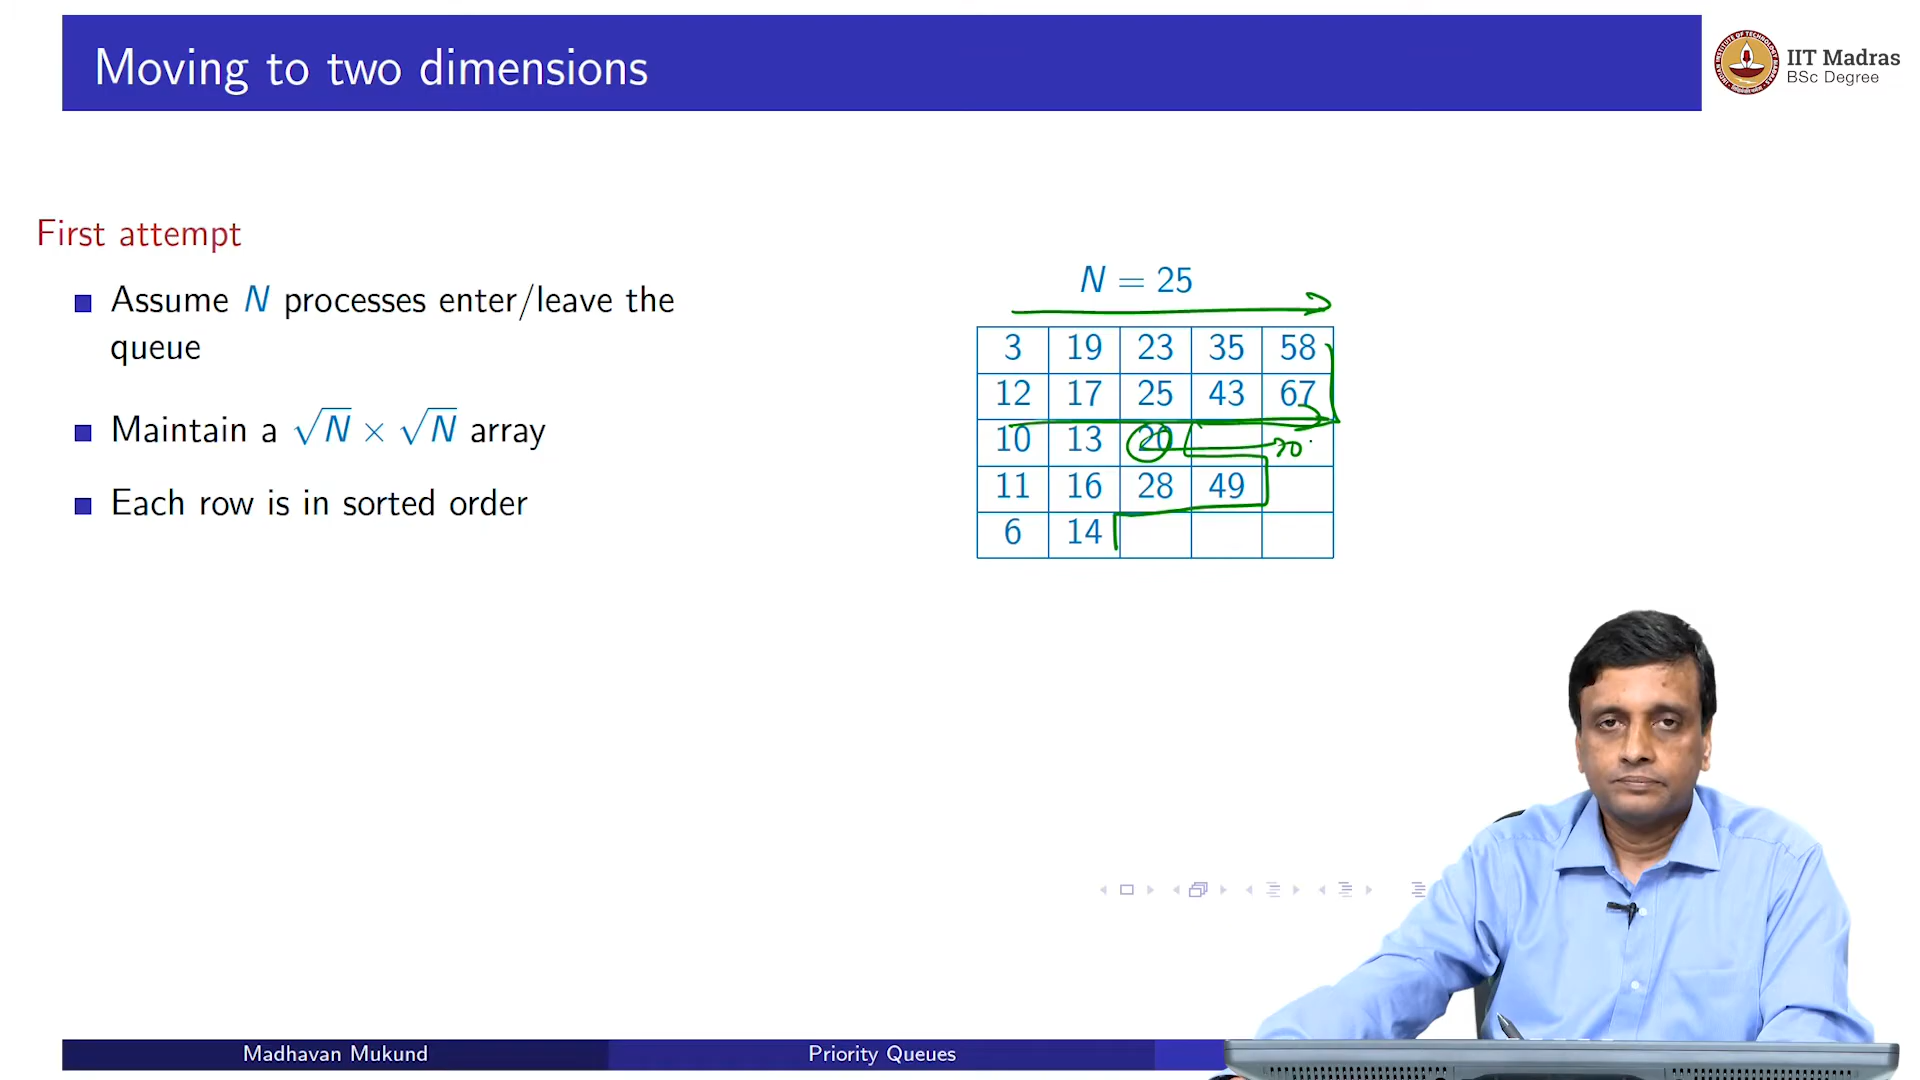 Moving to two dimensions
IIT Madras
BSc Degree
First attempt
Assume N processes enter/leave the
queue
Maintain a √N × √N array
Each row is in sorted order
N = 25
3 19 23 35 58
12 17 25 43 67
10 13 20 30
11 16 28 49
6 14
Madhavan Mukund
Priority Queues